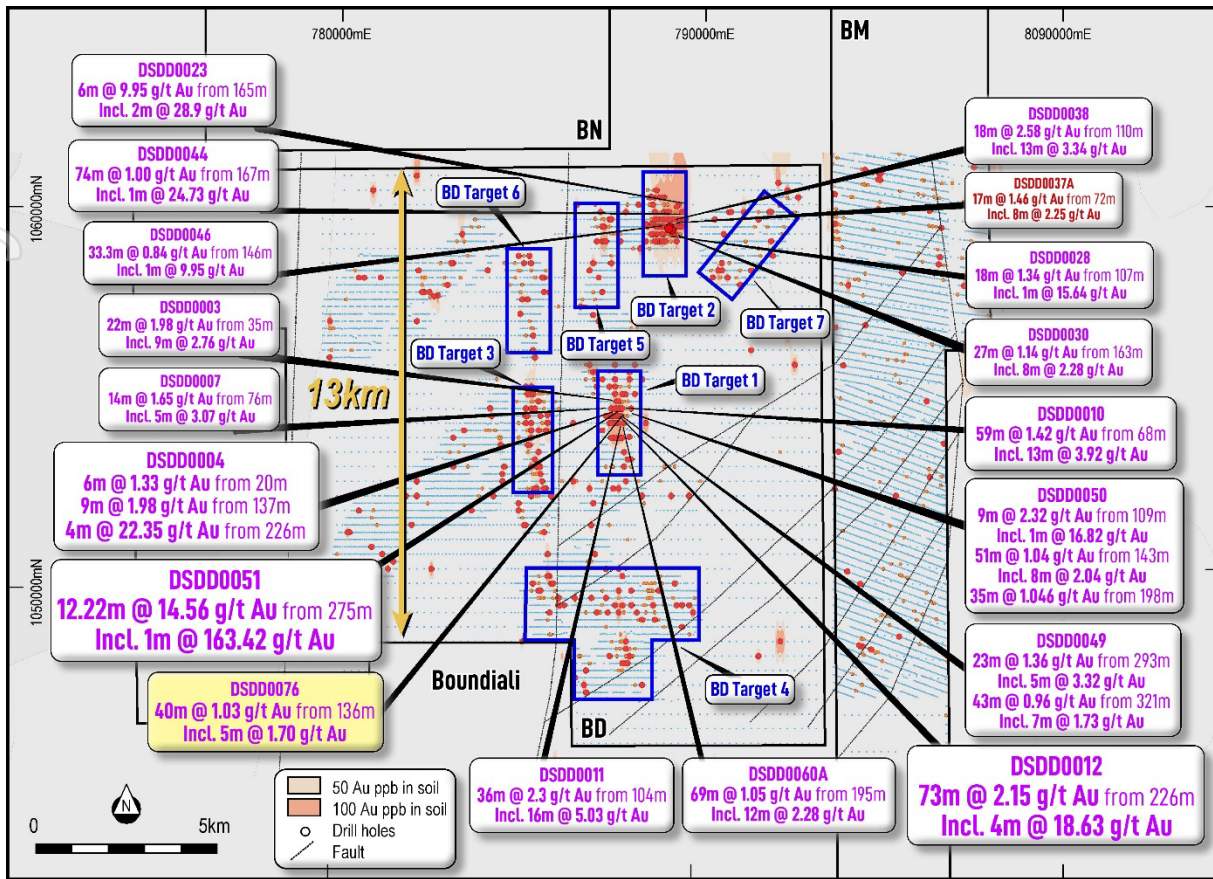 780000mE
790000mE
8090000mE
1060000mN
1050000mN
BM
BN
DSDD0023
6m @ 9.95 g/t Au from 165m
Incl. 2m @ 28.9 g/t Au
DSDD0044
74m @ 1.00 g/t Au from 167m
Incl. 1m @ 24.73 g/t Au
DSDD0046
33.3m @ 0.84 g/t Au from 146m
Incl. 1m @ 9.95 g/t Au
DSDD0003
22m @ 1.98 g/t Au from 35m
Incl. 9m @ 2.76 g/t Au
DSDD0007
14m @ 1.65 g/t Au from 76m
Incl. 5m @ 3.07 g/t Au
DSDD0004
6m @ 1.33 g/t Au from 20m
9m @ 1.98 g/t Au from 137m
4m @ 22.35 g/t Au from 226m
DSDD0051
12.22m @ 14.56 g/t Au from 275m
Incl. 1m @ 163.42 g/t Au
DSDD0076
40m @ 1.03 g/t Au from 136m
Incl. 5m @ 1.70 g/t Au
BD Target 6
BD Target 2
BD Target 7
BD Target 5
BD Target 3
BD Target 1
BD Target 4
13km
Boundiali
BD
DSDD0038
18m @ 2.58 g/t Au from 110m
Incl. 13m @ 3.34 g/t Au
DSDD0037A
17m @ 1.46 g/t Au from 72m
Incl. 8m @ 2.25 g/t Au
DSDD0028
18m @ 1.34 g/t Au from 107m
Incl. 1m @ 15.64 g/t Au
DSDD0030
27m @ 1.14 g/t Au from 163m
Incl. 8m @ 2.28 g/t Au
DSDD0010
59m @ 1.42 g/t Au from 68m
Incl. 13m @ 3.92 g/t Au
DSDD0050
9m @ 2.32 g/t Au from 109m
Incl. 1m @ 16.82 g/t Au
51m @ 1.04 g/t Au from 143m
Incl. 8m @ 2.04 g/t Au
35m @ 1.046 g/t Au from 198m
DSDD0049
23m @ 1.36 g/t Au from 293m
Incl. 5m @ 3.32 g/t Au
43m @ 0.96 g/t Au from 321m
Incl. 7m @ 1.73 g/t Au
DSDD0012
73m @ 2.15 g/t Au from 226m
Incl. 4m @ 18.63 g/t Au
DSDD0011
36m @ 2.3 g/t Au from 104m
Incl. 16m @ 5.03 g/t Au
DSDD0060A
69m @ 1.05 g/t Au from 195m
Incl. 12m @ 2.28 g/t Au
50 Au ppb in soil
100 Au ppb in soil
Drill holes
Fault
N
0
5km